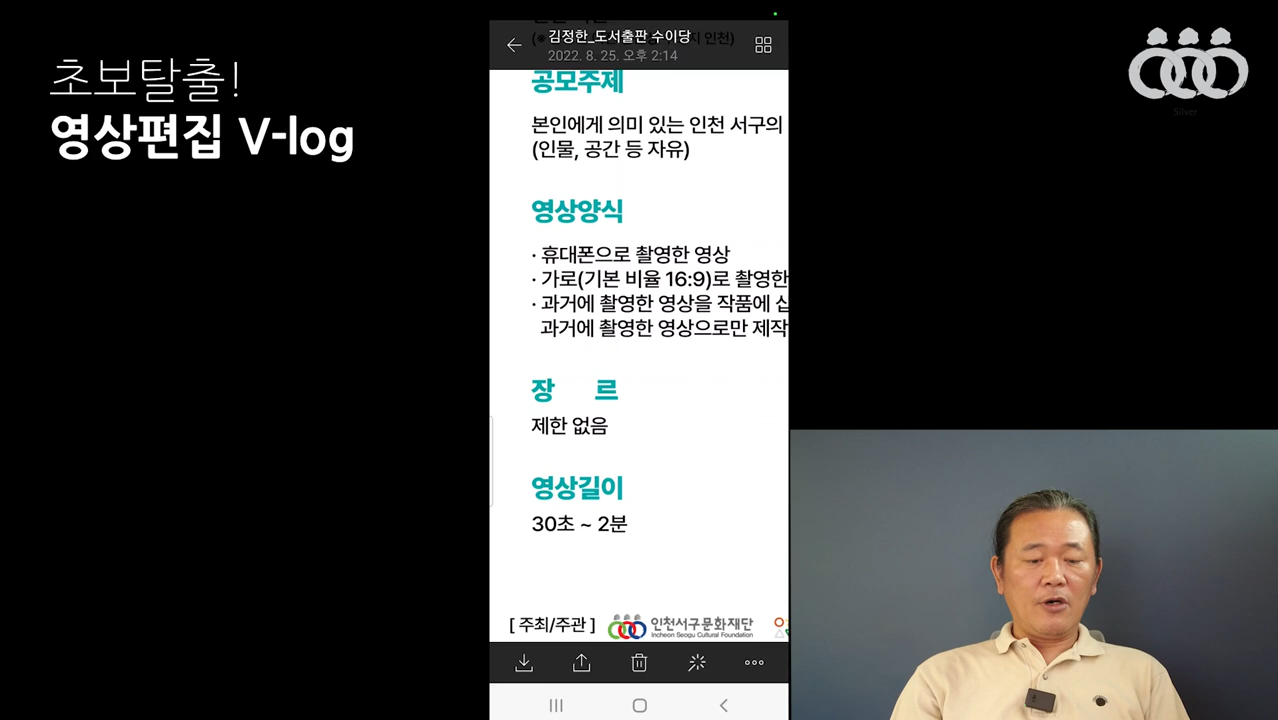 초보탈출!
영상편집 V-log
Silver
김정한_도서출판 수이당
인천)
2022. 8. 25. 오후 2:14
공모주제
본인에게 의미 있는 인천 서구의
(인물, 공간 등 자유)
영상양식
· 휴대폰으로 촬영한 영상
· 가로(기본 비율 16:9)로 촬영한
· 과거에 촬영한 영상을 작품에
과거에 촬영한 영상으로만 제작
장 르
제한 없음
영상길이
30초 ~ 2분
[ 주최/주관 ] 인천서구문화재단
Incheon Seogu Cultural Foundation